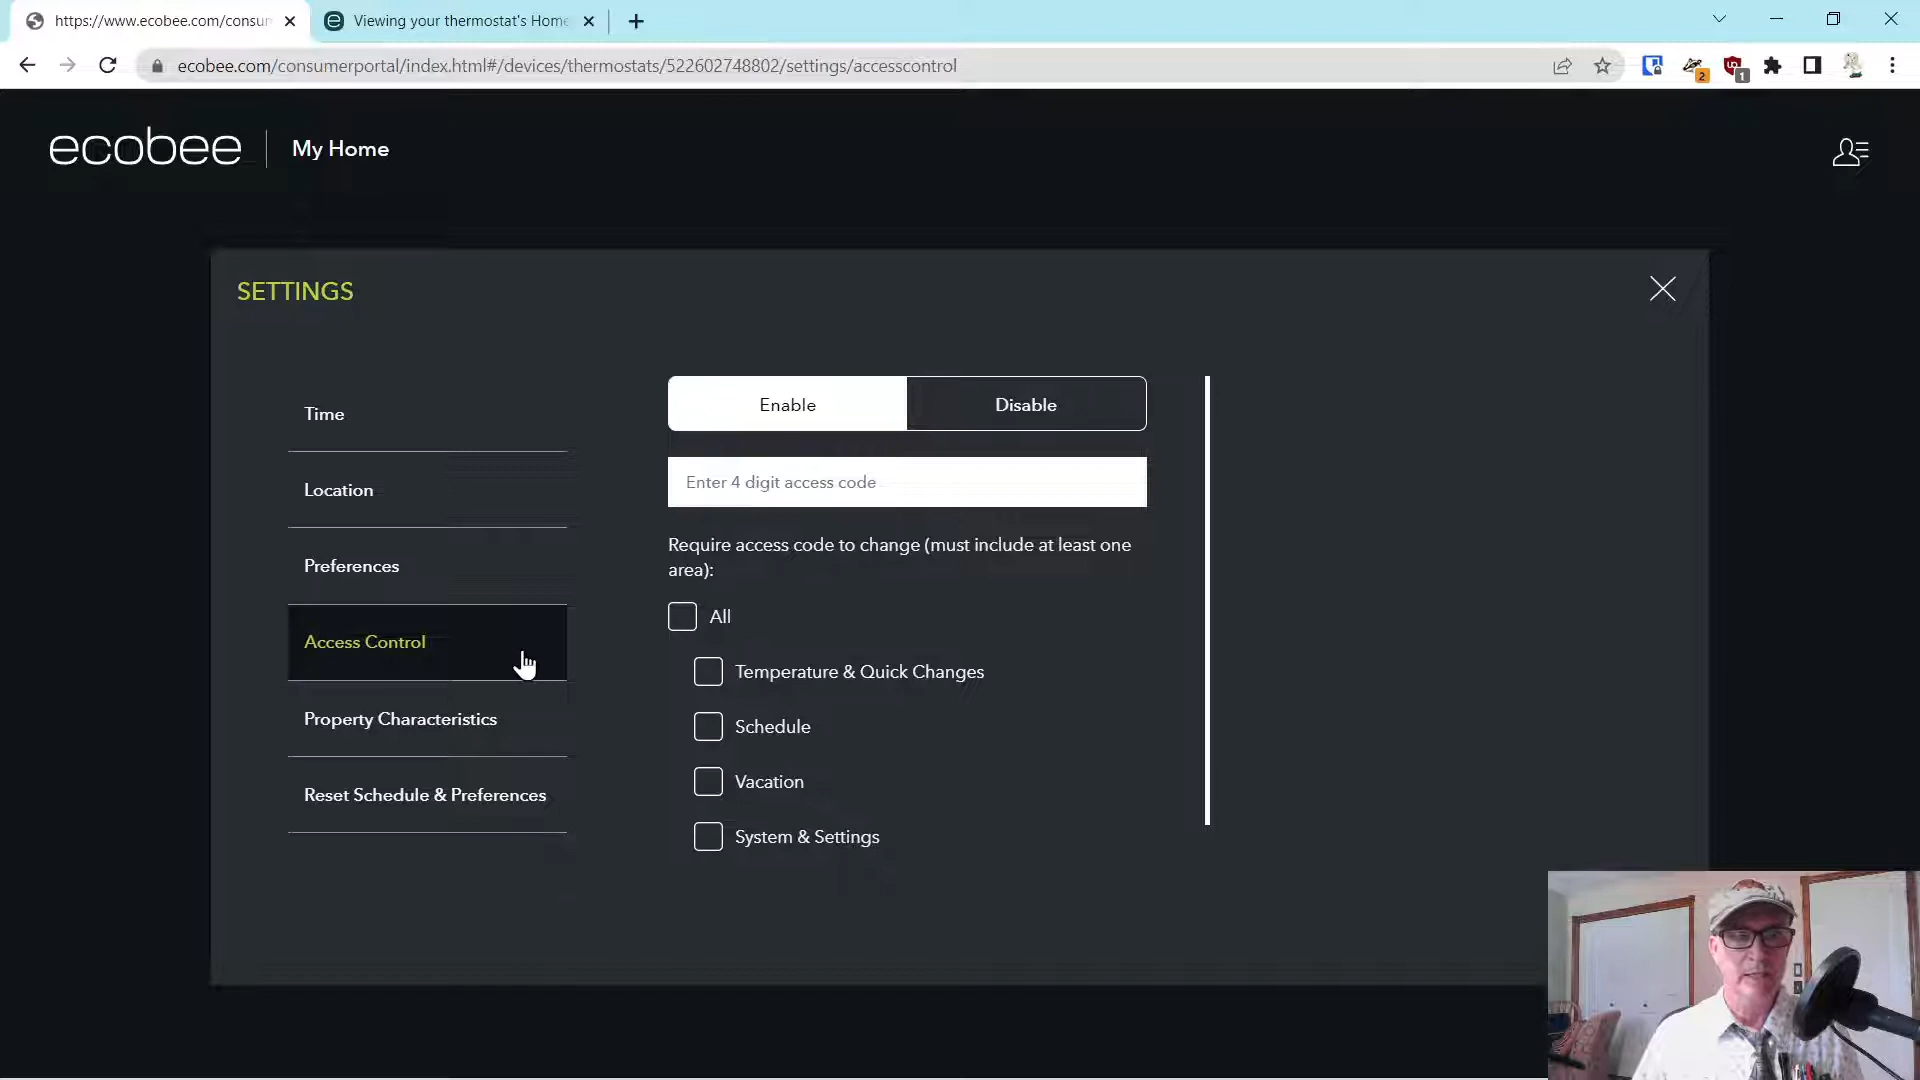 https://www.ecobee.com/consu
Viewing your thermostat's Home
ecobee.com/consumerportal/index.html#/devices/thermostats/522602748802/settings/accesscontrol
2
1
ecobee
My Home
SETTINGS
Time
Location
Preferences
Access Control
Property Characteristics
Reset Schedule & Preferences
Enable
Disable
Enter 4 digit access code
Require access code to change (must include at least one
area):
All
Temperature & Quick Changes
Schedule
Vacation
System & Settings